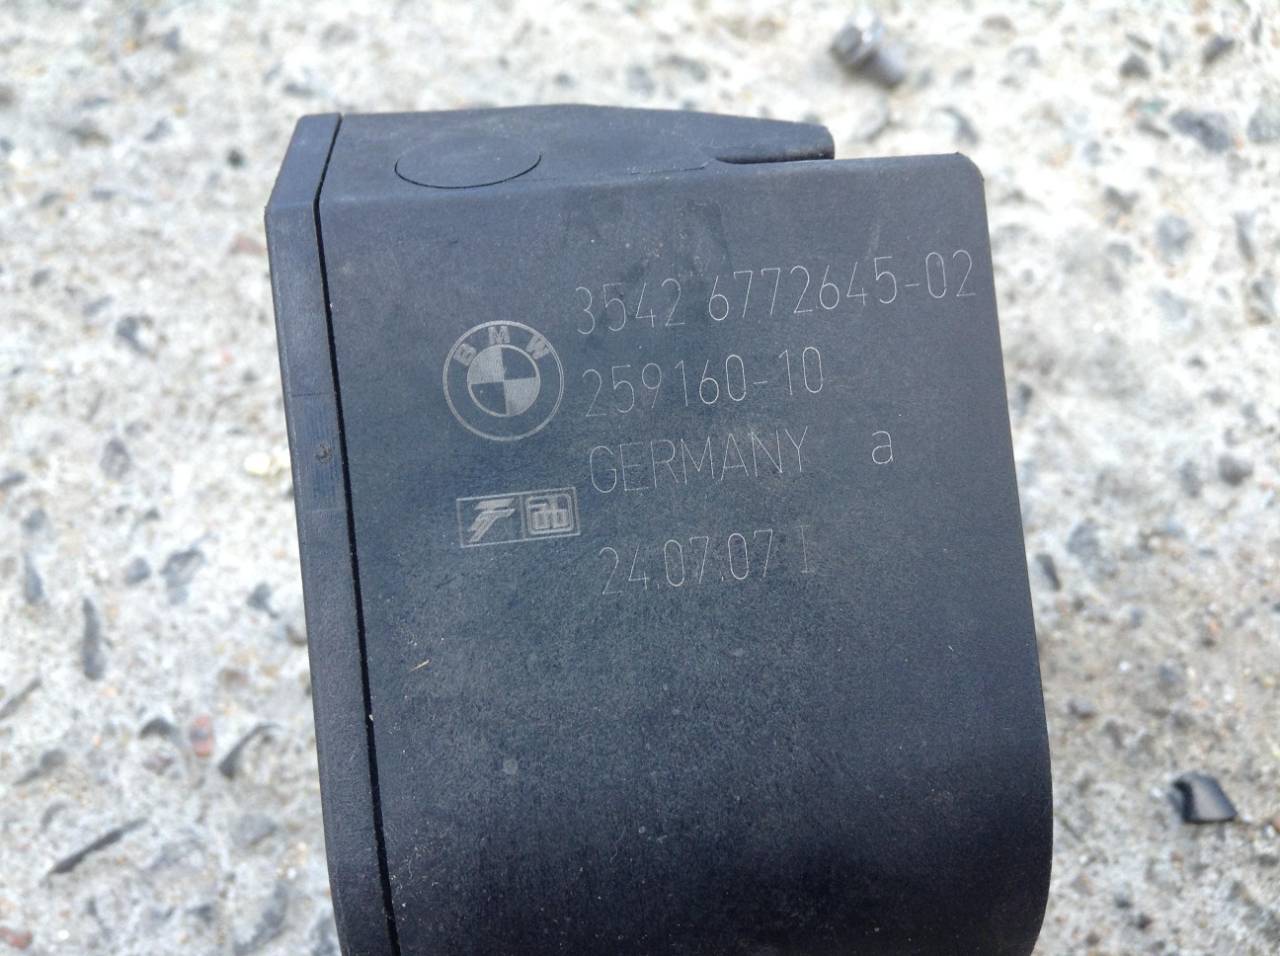 3542 6772645-02
BMW
259160-10
GERMANY a
24.07.07 I